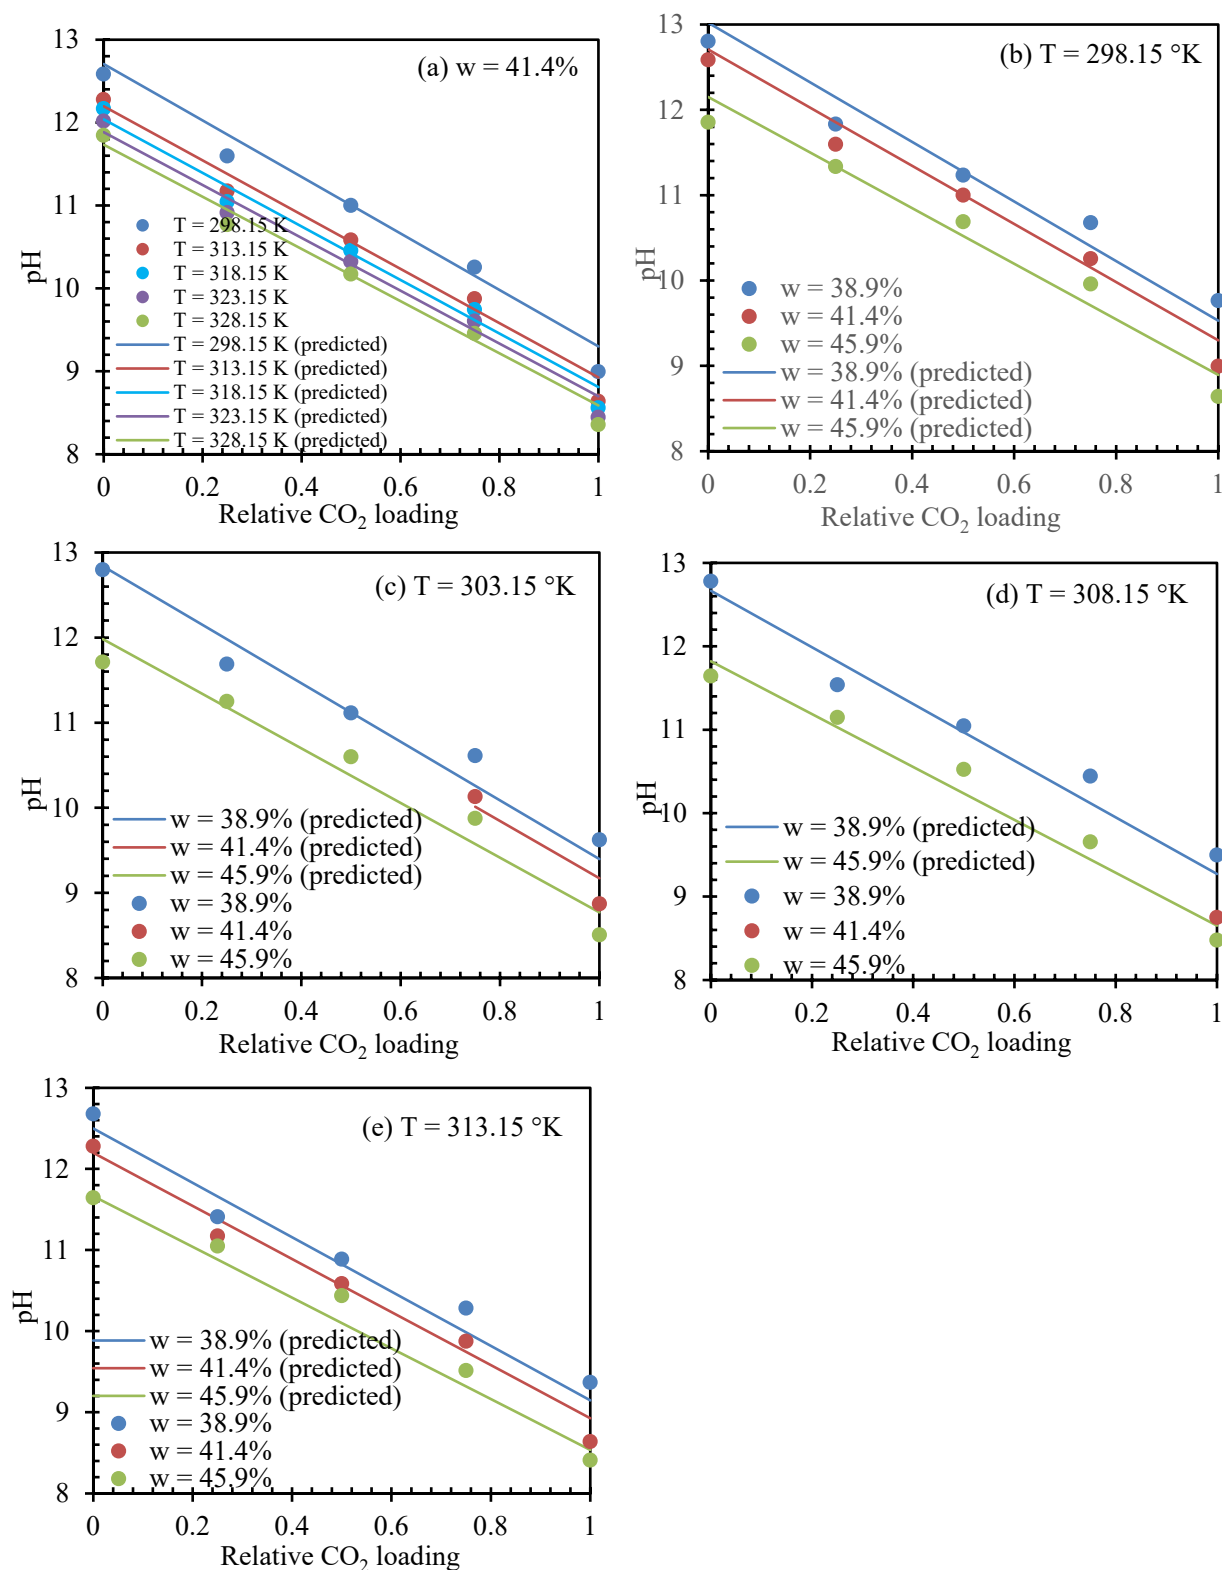 (a) w = 41.4%
pH
13
12
11
10
9
8
T = 298.15 K
T = 313.15 K
T = 318.15 K
T = 323.15 K
T = 328.15 K
T = 298.15 K (predicted)
T = 313.15 K (predicted)
T = 318.15 K (predicted)
T = 323.15 K (predicted)
T = 328.15 K (predicted)
0 0.2 0.4 0.6 0.8 1
Relative CO₂ loading
(b) T = 298.15 °K
pH
13
12
11
10
9
8
w = 38.9%
w = 41.4%
w = 45.9%
w = 38.9% (predicted)
w = 41.4% (predicted)
w = 45.9% (predicted)
0 0.2 0.4 0.6 0.8 1
Relative CO₂ loading
(c) T = 303.15 °K
pH
13
12
11
10
9
8
w = 38.9% (predicted)
w = 41.4% (predicted)
w = 45.9% (predicted)
w = 38.9%
w = 41.4%
w = 45.9%
0 0.2 0.4 0.6 0.8 1
Relative CO₂ loading
(d) T = 308.15 °K
pH
13
12
11
10
9
8
w = 38.9% (predicted)
w = 45.9% (predicted)
w = 38.9%
w = 41.4%
w = 45.9%
0 0.2 0.4 0.6 0.8 1
Relative CO₂ loading
(e) T = 313.15 °K
pH
13
12
11
10
9
8
w = 38.9% (predicted)
w = 41.4% (predicted)
w = 45.9% (predicted)
w = 38.9%
w = 41.4%
w = 45.9%
0 0.2 0.4 0.6 0.8 1
Relative CO₂ loading